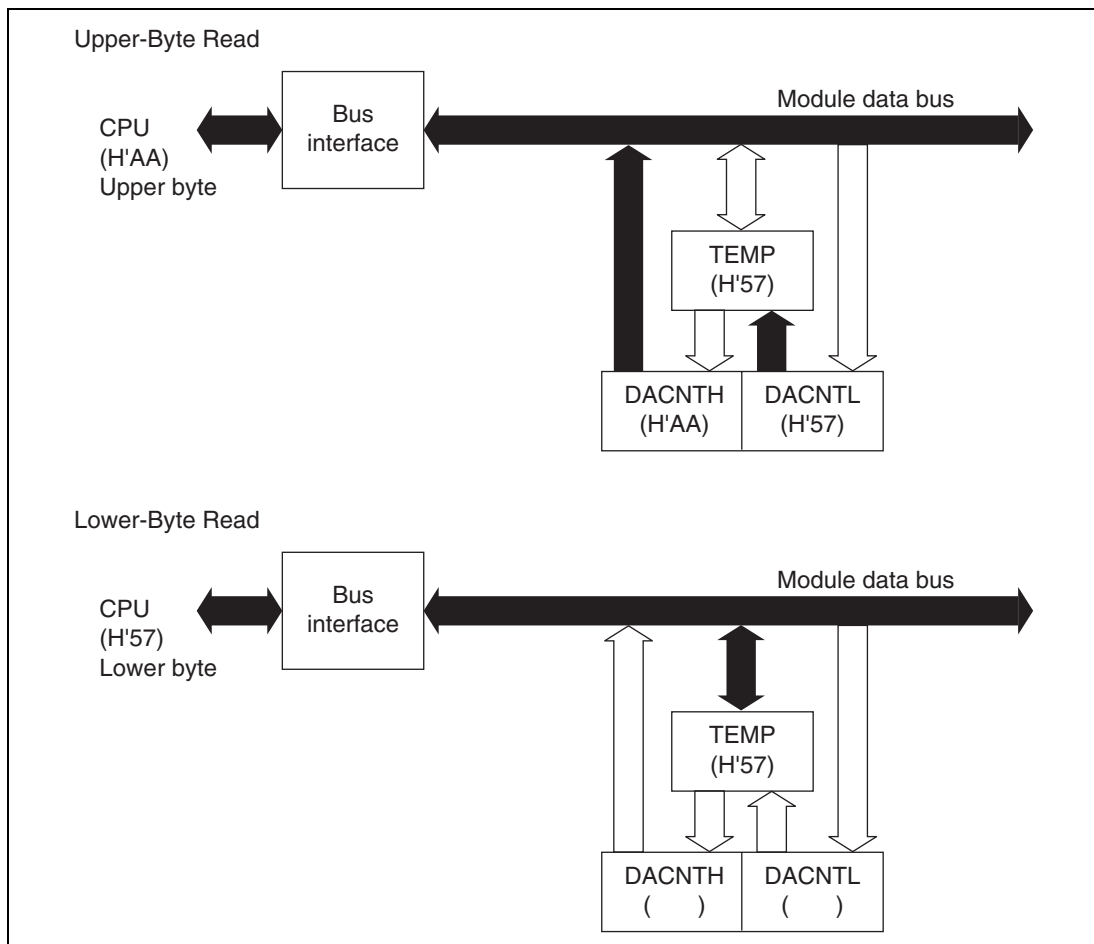 Upper-Byte Read
CPU
(H'AA)
Upper byte
Bus
interface
Module data bus
TEMP
(H'57)
DACNTH
(H'AA)
DACNTL
(H'57)
Lower-Byte Read
CPU
(H'57)
Lower byte
Bus
interface
Module data bus
TEMP
(H'57)
DACNTH
(      )
DACNTL
(      )